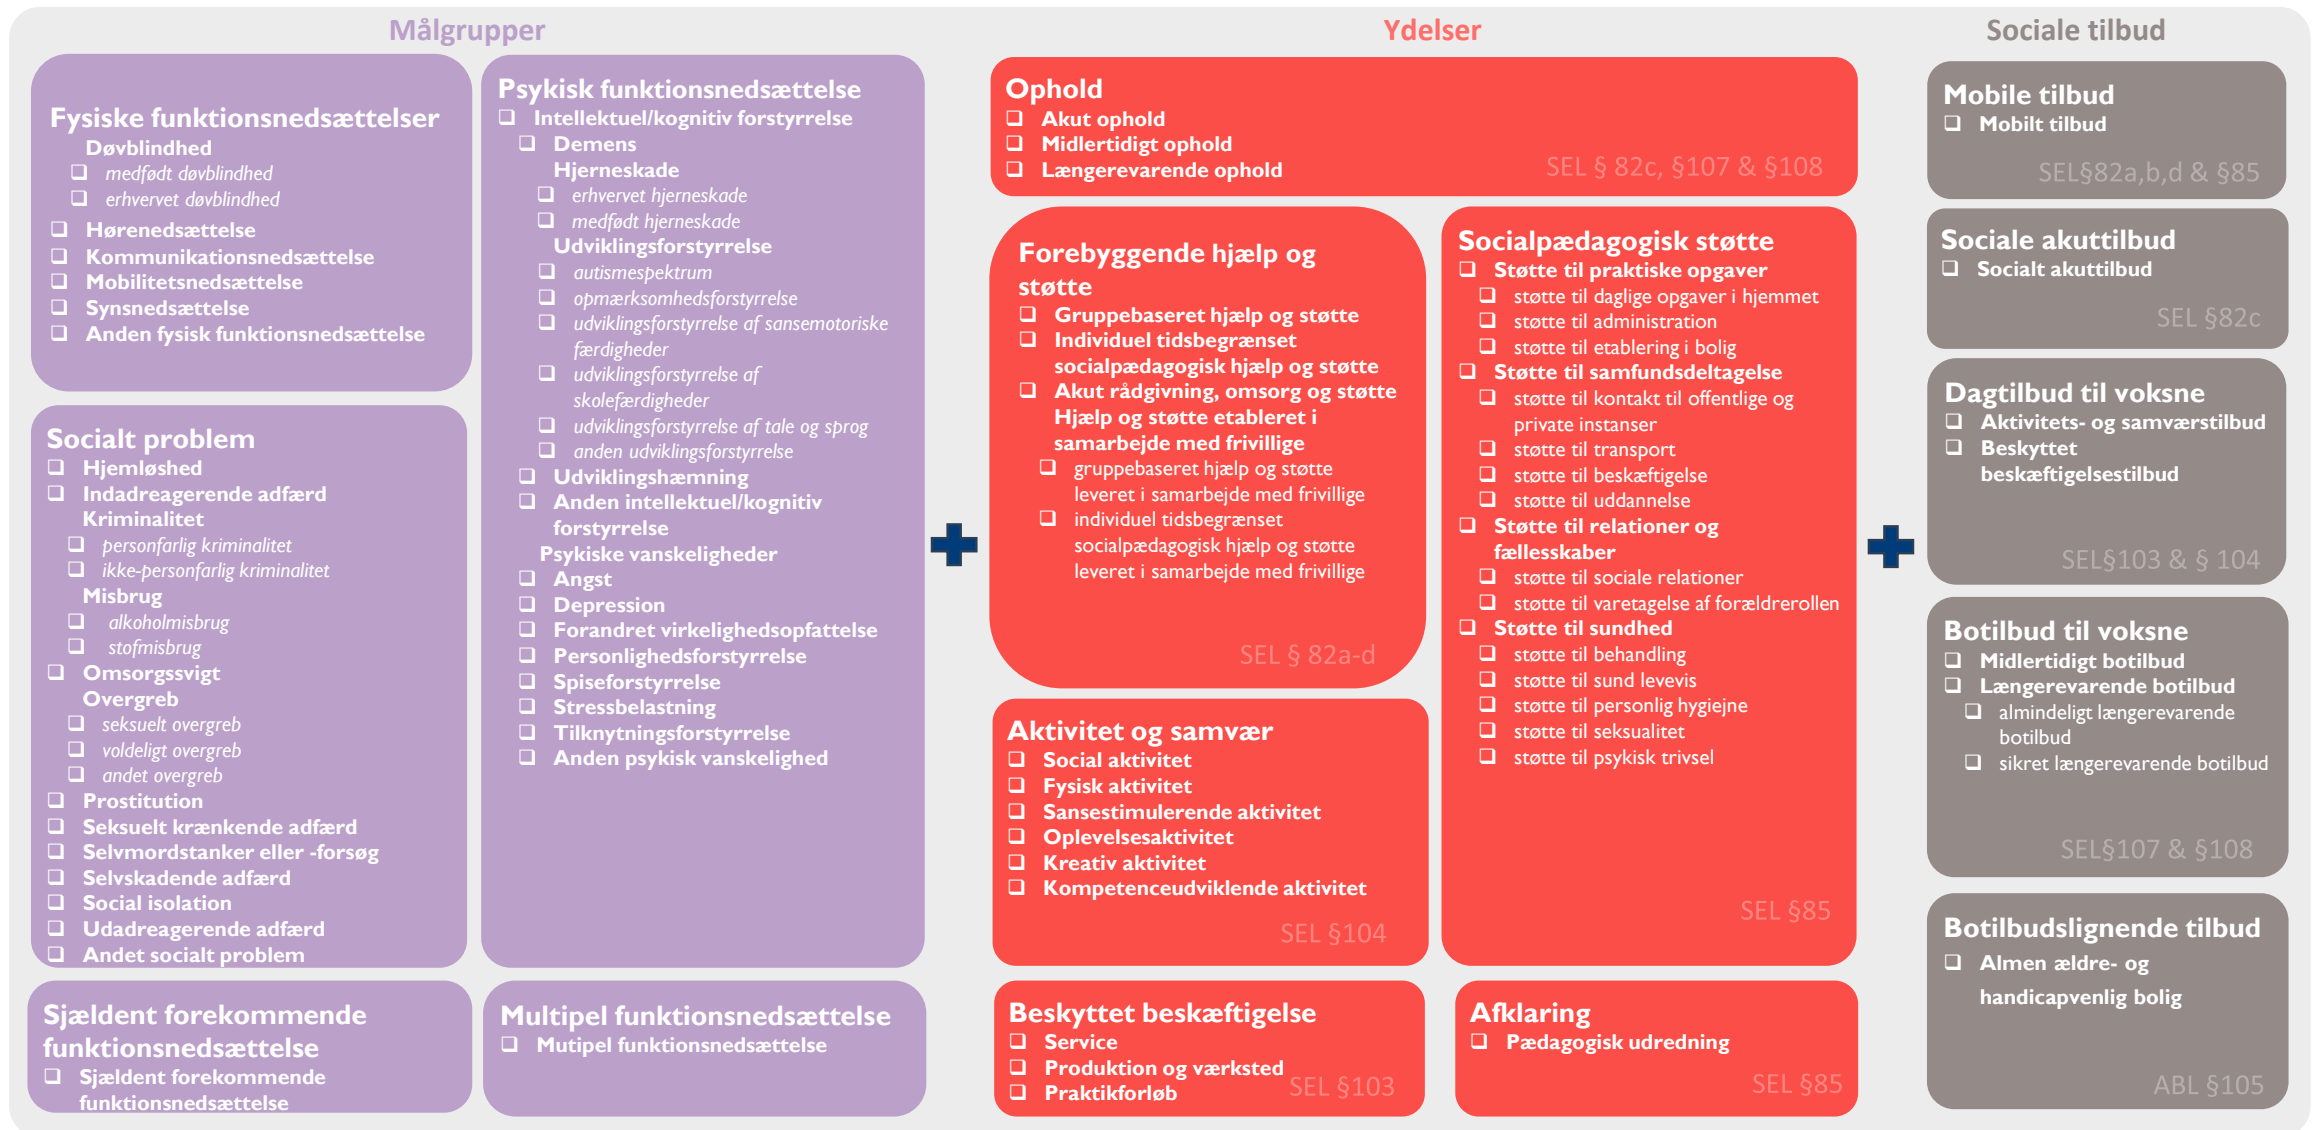 Målgrupper
Fysiske funktionsnedsættelser
Døvblindhed
medfødt døvblindhed
erhvervet døvblindhed
Hørenedsættelse
Kommunikationsnedsættelse
Mobilitetsnedsættelse
Synsnedsættelse
Anden fysisk funktionsnedsættelse
Socialt problem
Hjemløshed
Indadreagerende adfærd
Kriminalitet
personfarlig kriminalitet
ikke-personfarlig kriminalitet
Misbrug
alkoholmisbrug
stofmisbrug
Omsorgssvigt
Overgreb
seksuelt overgreb
voldeligt overgreb
andet overgreb
Prostitution
Seksuelt krænkende adfærd
Selvmordstanker eller -forsøg
Selvskadende adfærd
Social isolation
Udadreagerende adfærd
Andet socialt problem
Sjældent forekommende
funktionsnedsættelse
Sjældent forekommende
funktionsnedsættelse
Psykisk funktionsnedsættelse
Intellektuel/kognitiv forstyrrelse
Demens
Hjerneskade
erhvervet hjerneskade
medfødt hjerneskade
Udviklingsforstyrrelse
autismespektrum
opmærksomhedsforstyrrelse
udviklingsforstyrrelse af sansemotoriske
færdigheder
udviklingsforstyrrelse af
skolefærdigheder
udviklingsforstyrrelse af tale og sprog
anden udviklingsforstyrrelse
Udviklingshæmning
Anden intellektuel/kognitiv
forstyrrelse
Psykiske vanskeligheder
Angst
Depression
Forandret virkelighedsopfattelse
Personlighedsforstyrrelse
Spiseforstyrrelse
Stressbelastning
Tilknytningsforstyrrelse
Anden psykisk vanskelighed
Multipel funktionsnedsættelse
Mutipel funktionsnedsættelse
Ydelser
Ophold
Akut ophold
Midlertidigt ophold
Længerevarende ophold
SEL § 82c, §107 & §108
Forebyggende hjælp og
støtte
Gruppebaseret hjælp og støtte
Individuel tidsbegrænset
socialpædagogisk hjælp og støtte
Akut rådgivning, omsorg og støtte
Hjælp og støtte etableret i
samarbejde med frivillige
gruppebaseret hjælp og støtte
leveret i samarbejde med frivillige
individuel tidsbegrænset
socialpædagogisk hjælp og støtte
leveret i samarbejde med frivillige
SEL § 82a-d
Aktivitet og samvær
Social aktivitet
Fysisk aktivitet
Sansestimulerende aktivitet
Oplevelsesaktivitet
Kreativ aktivitet
Kompetenceudviklende aktivitet
SEL §104
Beskyttet beskæftigelse
Service
Produktion og værksted
Praktikforløb
SEL §103
Socialpædagogisk støtte
Støtte til praktiske opgaver
støtte til daglige opgaver i hjemmet
støtte til administration
støtte til etablering i bolig
Støtte til samfundsdeltagelse
støtte til kontakt til offentlige og
private instanser
støtte til transport
støtte til beskæftigelse
støtte til uddannelse
Støtte til relationer og
fællesskaber
støtte til sociale relationer
støtte til varetagelse af forældrerollen
Støtte til sundhed
støtte til behandling
støtte til sund levevis
støtte til personlig hygiejne
støtte til seksualitet
støtte til psykisk trivsel
SEL §85
Afklaring
Pædagogisk udredning
SEL §85
Sociale tilbud
Mobile tilbud
Mobilt tilbud
SEL§82a,b,d & §85
Sociale akuttilbud
Socialt akuttilbud
SEL §82c
Dagtilbud til voksne
Aktivitets- og samværstilbud
Beskyttet
beskæftigelsestilbud
SEL§103 & § 104
Botilbud til voksne
Midlertidigt botilbud
Længerevarende botilbud
almindeligt længerevarende
botilbud
sikret længerevarende botilbud
SEL§107 & §108
Botilbudslignende tilbud
Almen ældre- og
handicapvenlig bolig
ABL §105